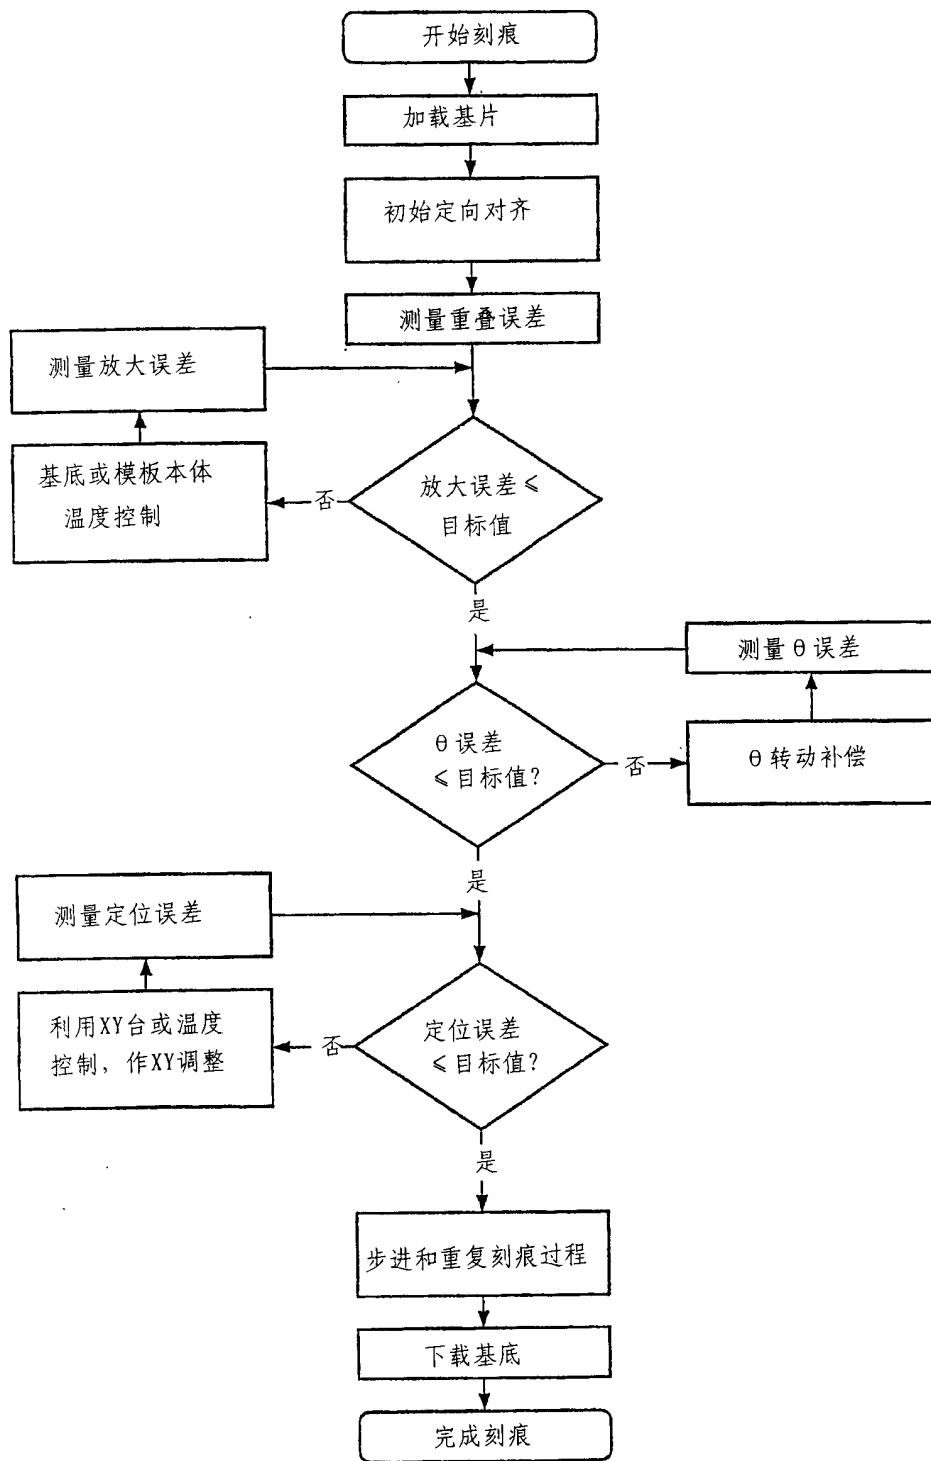 开始刻痕
加载基片
初始定向对齐
测量重叠误差
测量放大误差
基底或模板本体
温度控制
否
放大误差≤
目标值
是
测量θ误差
θ误差
≤目标值?
否
θ转动补偿
是
测量定位误差
利用XY台或温度
控制，作XY调整
否
定位误差
≤目标值?
是
步进和重复刻痕过程
下载基底
完成刻痕